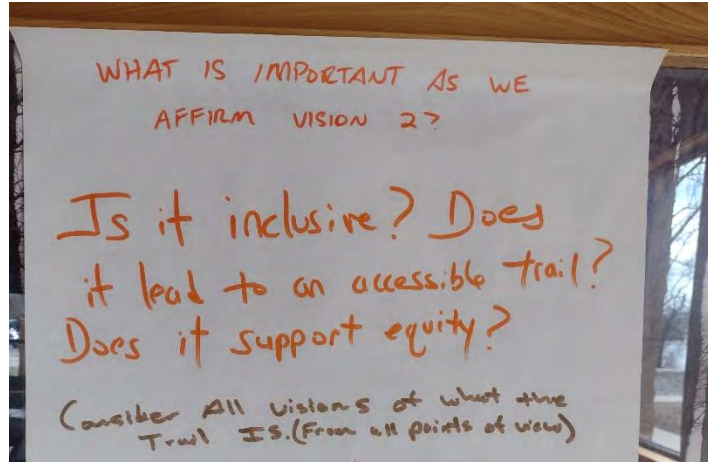 WHAT IS IMPORTANT AS WE
AFFIRM VISION 2?
Is it inclusive? Does
it lead to an accessible trail?
Does it support equity?
Consider All visions of what the
Trail IS. (From all points of view)